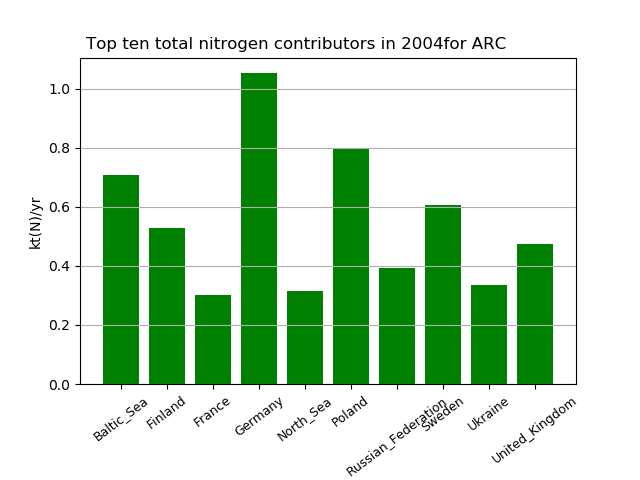 Top ten total nitrogen contributors in 2004for ARC
kt(N)/yr
1.0
0.8
0.6
0.4
0.2
0.0
Baltic_Sea
Finland
France
Germany
North_Sea
Poland
Russian_Federation
Sweden
Ukraine
United_Kingdom